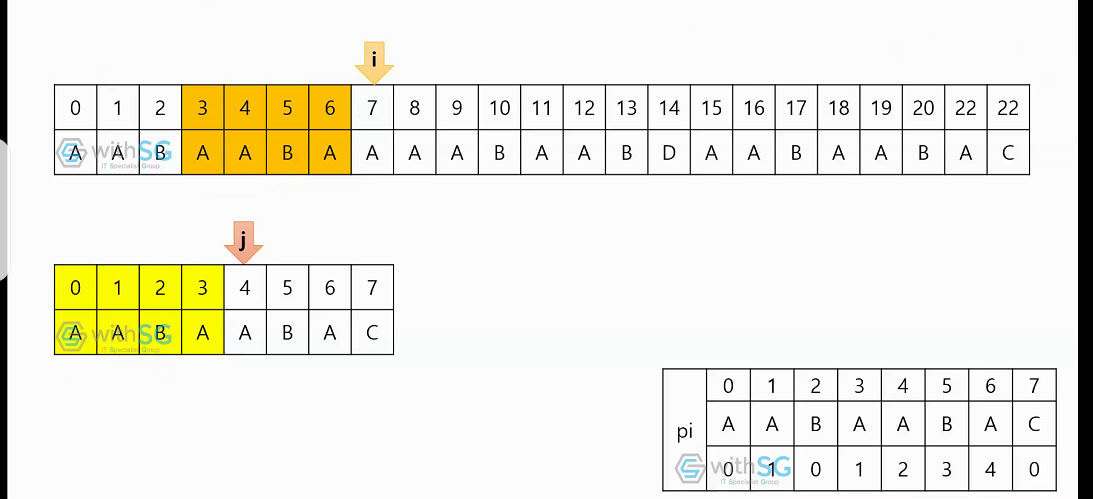 i
0 1 2 3 4 5 6 7 8 9 10 11 12 13 14 15 16 17 18 19 20 22 22
A A B A A B A A A A B A A B D A A B A A B A C
withSG
IT Specialist Group
j
0 1 2 3 4 5 6 7
A A B A A B A C
withSG
IT Specialist Group
0 1 2 3 4 5 6 7
pi A A B A A B A C
0 1 0 1 2 3 4 0
withSG
IT Specialist Group